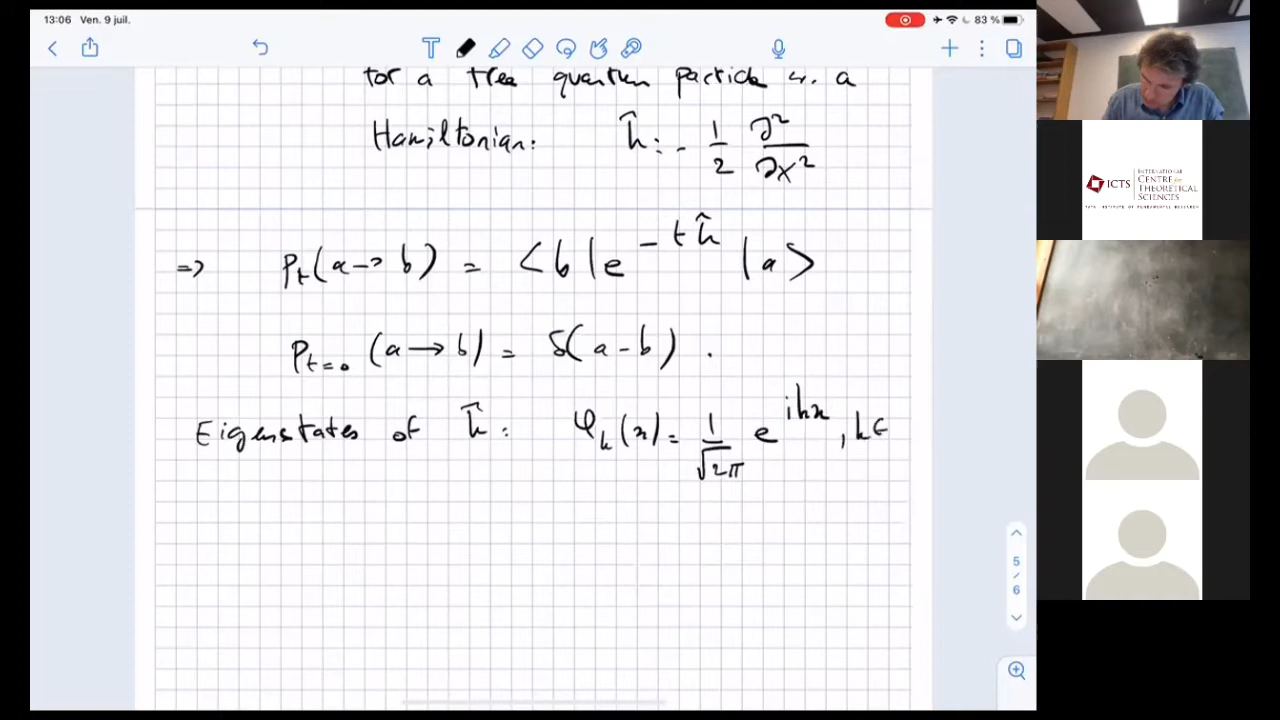 13:06 Ven. 9 juil.
83 %
for a free quantum particle w. a
Hamiltonian: ĥ = - 1/2 ∂²/∂x²
=> P_t(a → b) = <b|e^{-tĥ}|a>
P_{t=0}(a → b) = δ(a-b).
Eigenstates of ĥ: φ_k(x) = 1/√2π e^{ikx}, k∈
5
/
6
ICTS
INTERNATIONAL
CENTRE for
THEORETICAL
SCIENCES